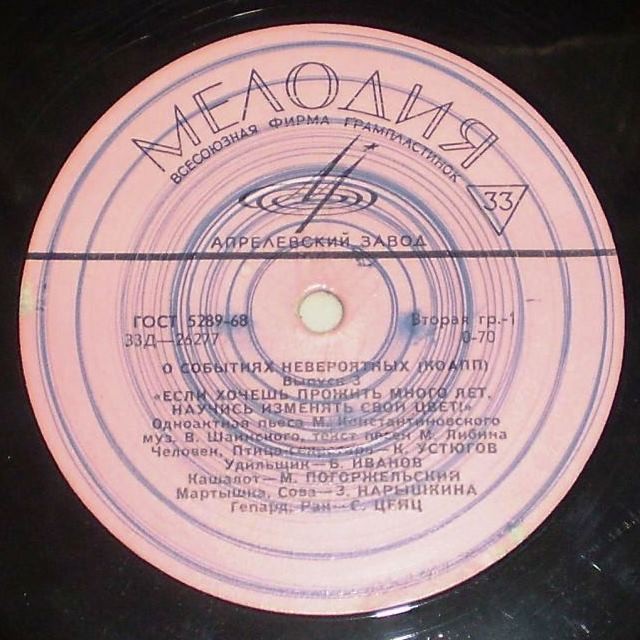 МЕЛОДИЯ
ВСЕСОЮЗНАЯ ФИРМА ГРАМПЛАСТИНОК
33
АПРЕЛЕВСКИЙ ЗАВОД
ГОСТ 5289-68 Вторая гр.-1
33Д—26277 0-70
О СОБЫТИЯХ НЕВЕРОЯТНЫХ (КОАПП)
Выпуск 3
«ЕСЛИ ХОЧЕШЬ ПРОЖИТЬ МНОГО ЛЕТ,
НАУЧИСЬ ИЗМЕНЯТЬ СВОЙ ЦВЕТ!»
Одноактная пьеса М. Константиновского
муз. В. Шаинского, текст песен М. Либина
Человек, Птица-Секретарь— К. УСТЮГОВ
Удильщик—Б. ИВАНОВ
Кашалот—М. ПОГОРЖЕЛЬСКИЙ
Мартышка, Сова—З. НАРЫШКИНА
Гепард, Рак—С. ЦЕЙЦ